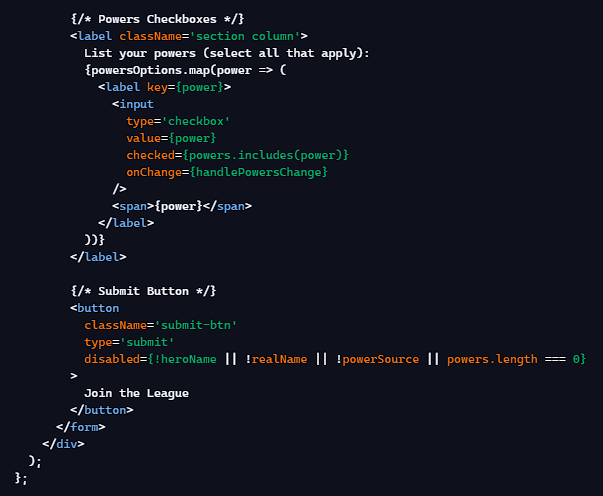 {/* Powers Checkboxes */}
<label className='section column'>
List your powers (select all that apply):
{powersOptions.map(power => (
<label key={power}>
<input
type='checkbox'
value={power}
checked={powers.includes(power)}
onChange={handlePowersChange}
/>
<span>{power}</span>
</label>
))}
</label>
{/* Submit Button */}
<button
className='submit-btn'
type='submit'
disabled={!heroName || !realName || !powerSource || powers.length === 0}
>
Join the League
</button>
</form>
</div>
);
};